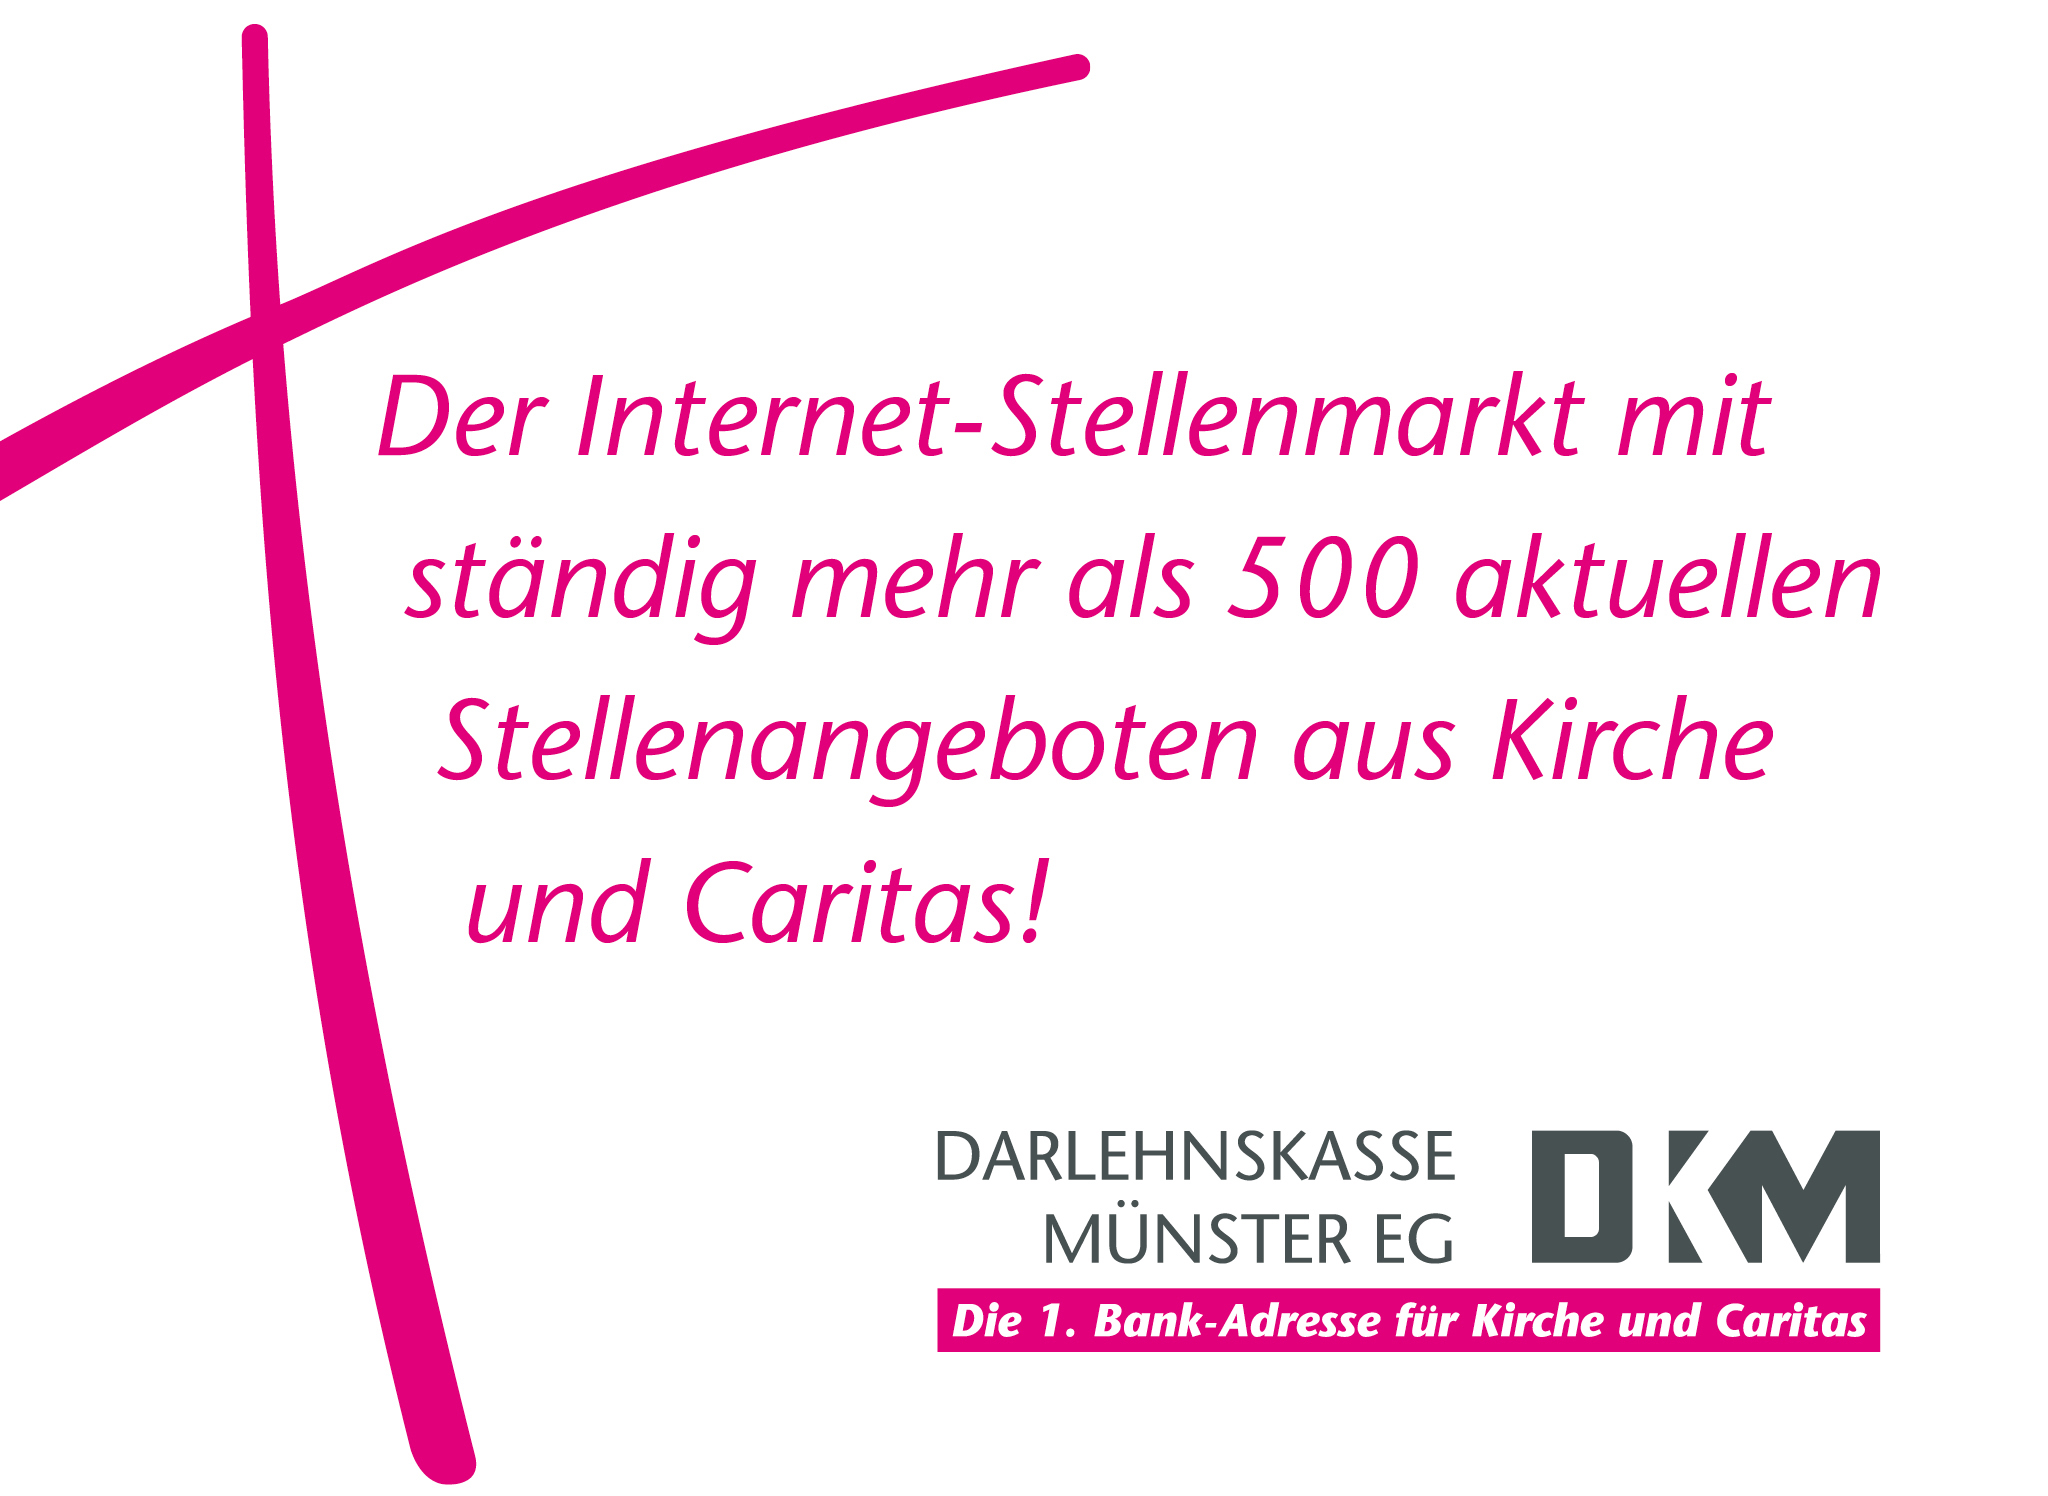 Der Internet-Stellenmarkt mit
ständig mehr als 500 aktuellen
Stellenangeboten aus Kirche
und Caritas!
DARLEHNSKASSE
MÜNSTER EG
DKM
Die 1. Bank-Adresse für Kirche und Caritas